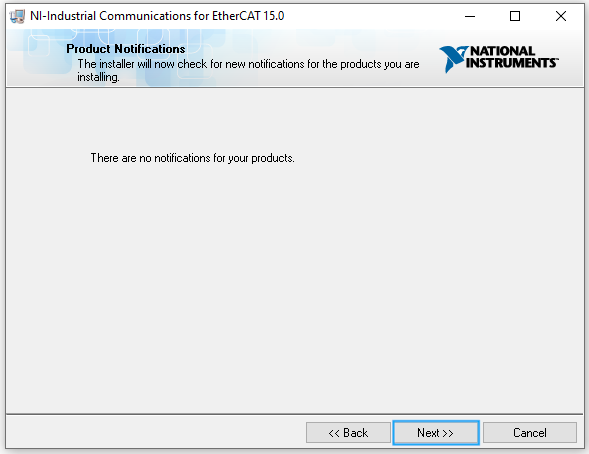 NI-Industrial Communications for EtherCAT 15.0
Product Notifications
The installer will now check for new notifications for the products you are
installing.
NATIONAL
INSTRUMENTS™
There are no notifications for your products.
<< Back
Next >>
Cancel